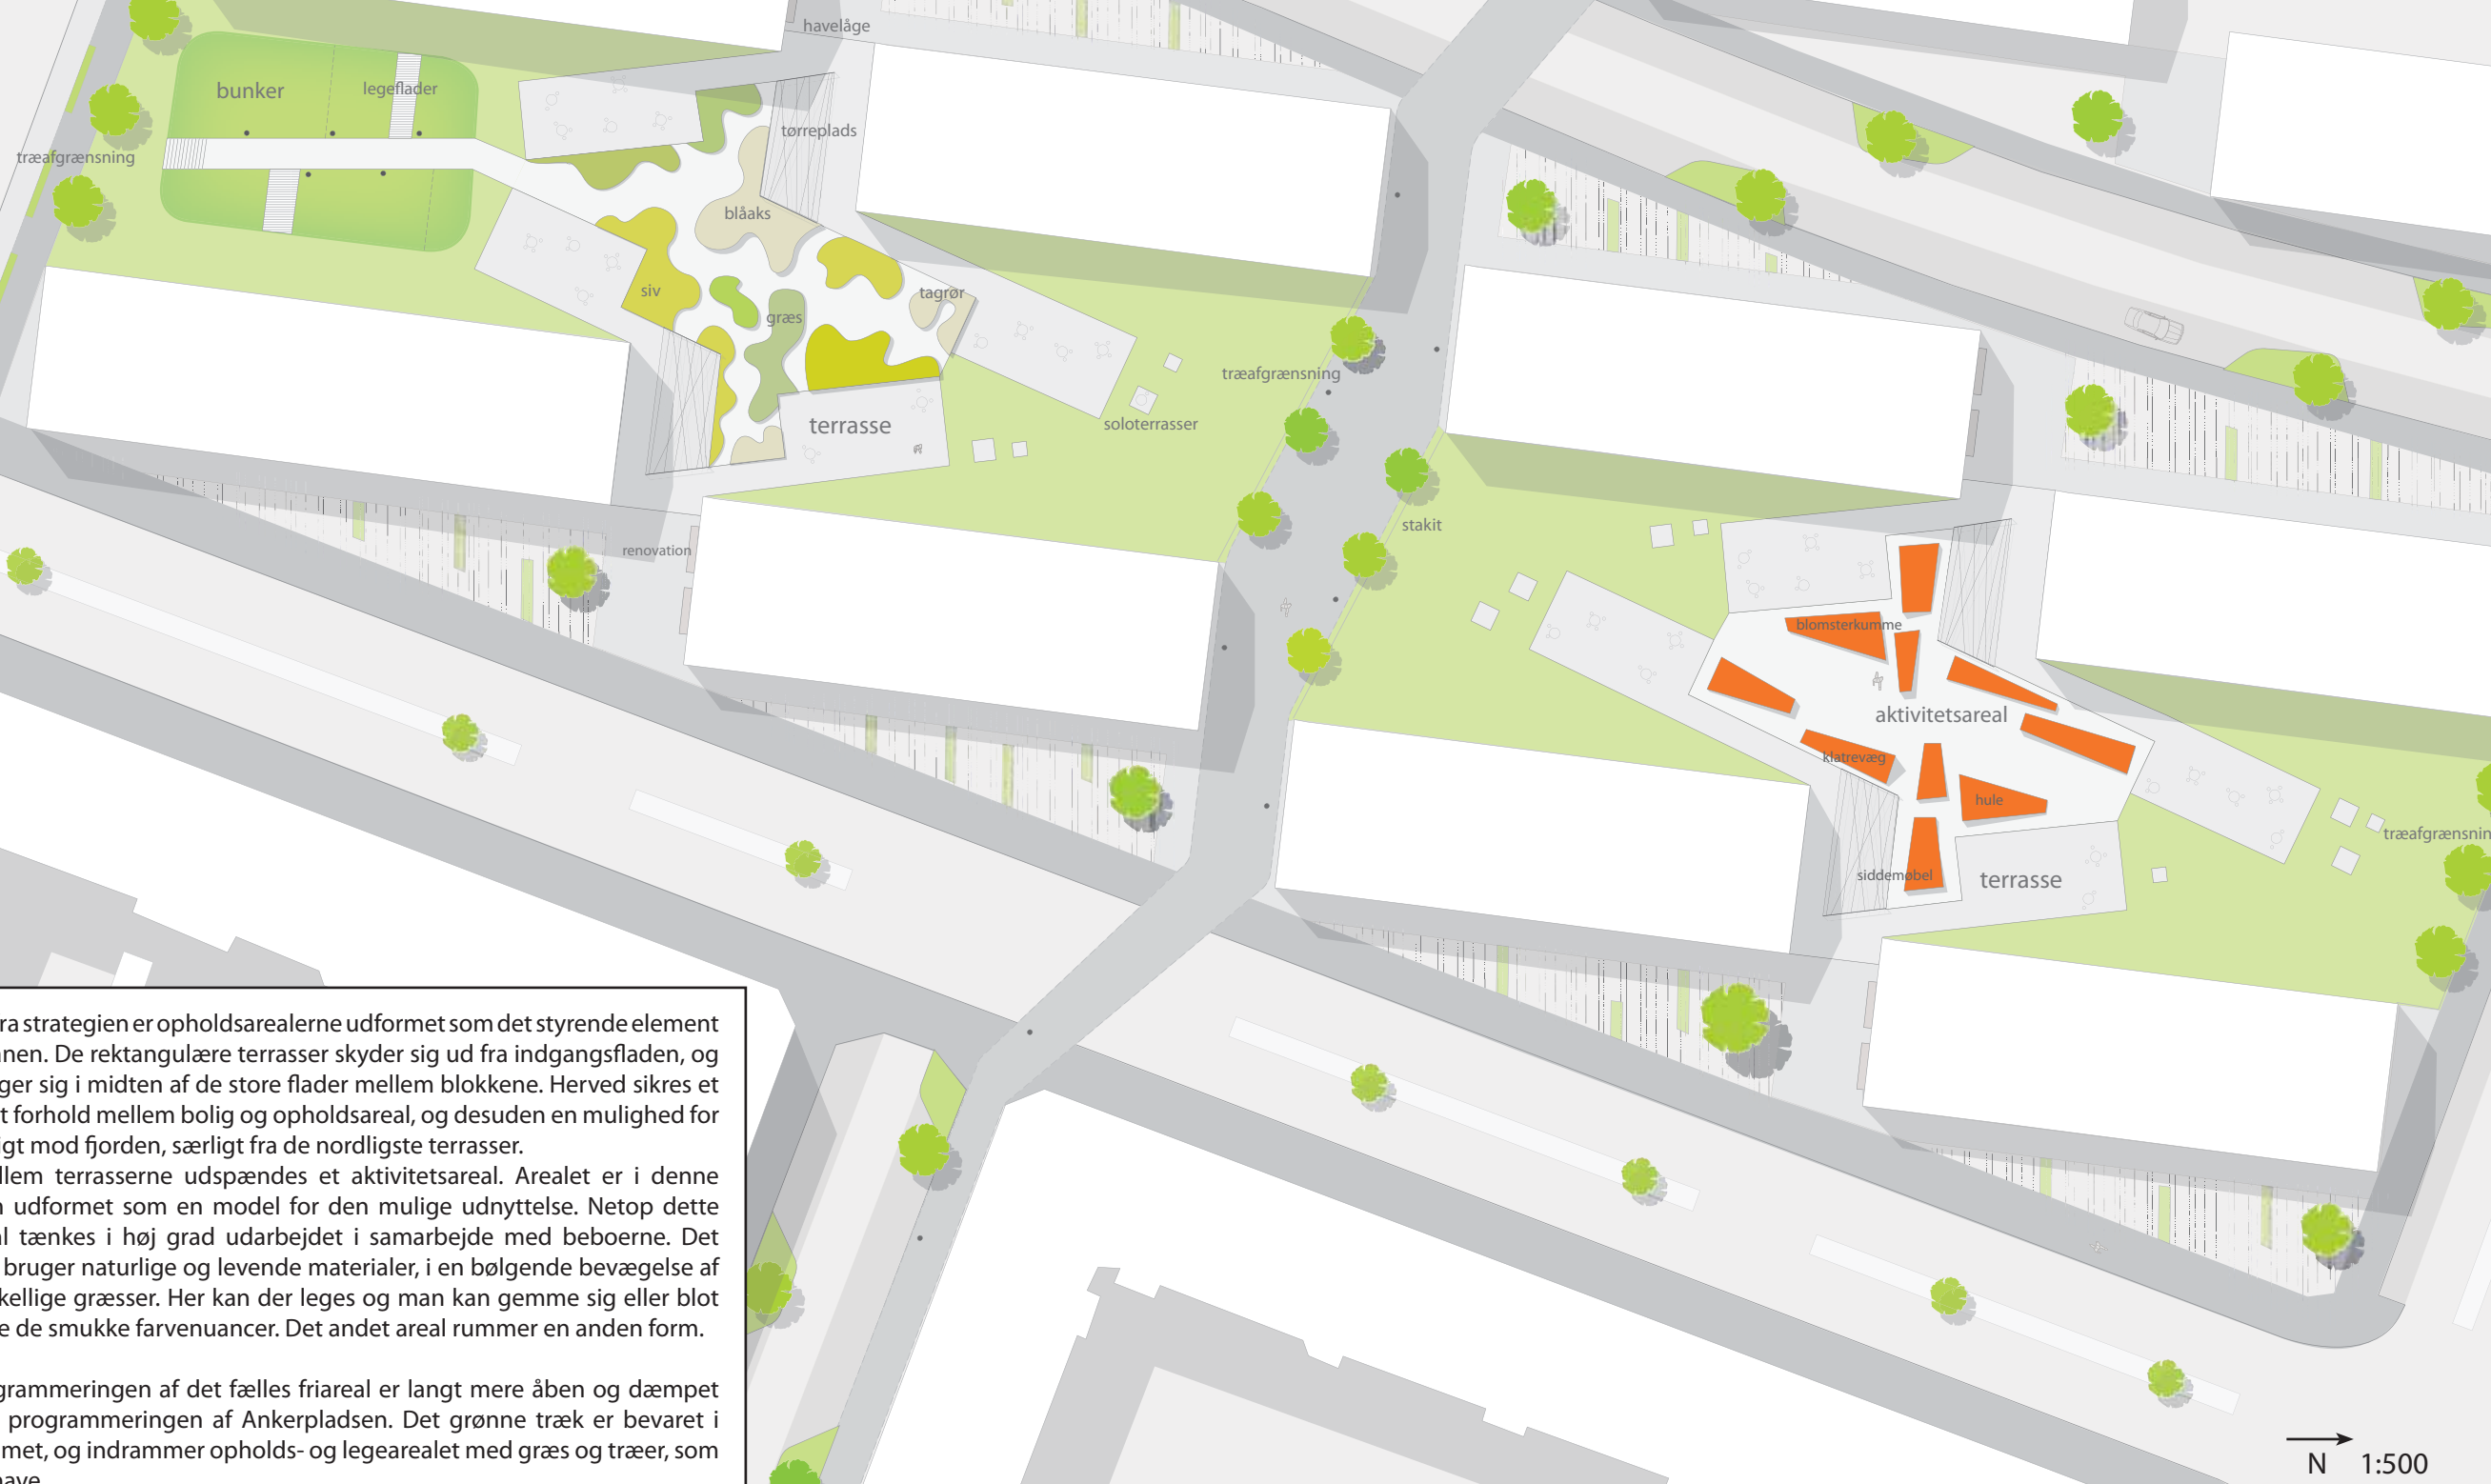 havelåge
bunker
legeflader
træafgrænsning
tørreplads
blåaks
siv
græs
tagrør
terrasse
træafgrænsning
soloterrasser
stakit
renovation
blomsterkumme
aktivitetsareal
klatrevæg
hule
siddemøbel
terrasse
træafgrænsnin
ra strategien er opholdsarealerne udformet som det styrende element
nen. De rektangulære terrasser skyder sig ud fra indgangsfladen, og
ger sig i midten af de store flader mellem blokkene. Herved sikres et
t forhold mellem bolig og opholdsareal, og desuden en mulighed for
igt mod fjorden, særligt fra de nordligste terrasser.
llem terrasserne udspændes et aktivitetsareal. Arealet er i denne
n udformet som en model for den mulige udnyttelse. Netop dette
al tænkes i høj grad udarbejdet i samarbejde med beboerne. Det
bruger naturlige og levende materialer, i en bølgende bevægelse af
kellige græsser. Her kan der leges og man kan gemme sig eller blot
e de smukke farvenuancer. Det andet areal rummer en anden form.
grammeringen af det fælles friareal er langt mere åben og dæmpet
programmeringen af Ankerpladsen. Det grønne træk er bevaret i
met, og indrammer opholds- og legearealet med græs og træer, som
have.
N 1:500